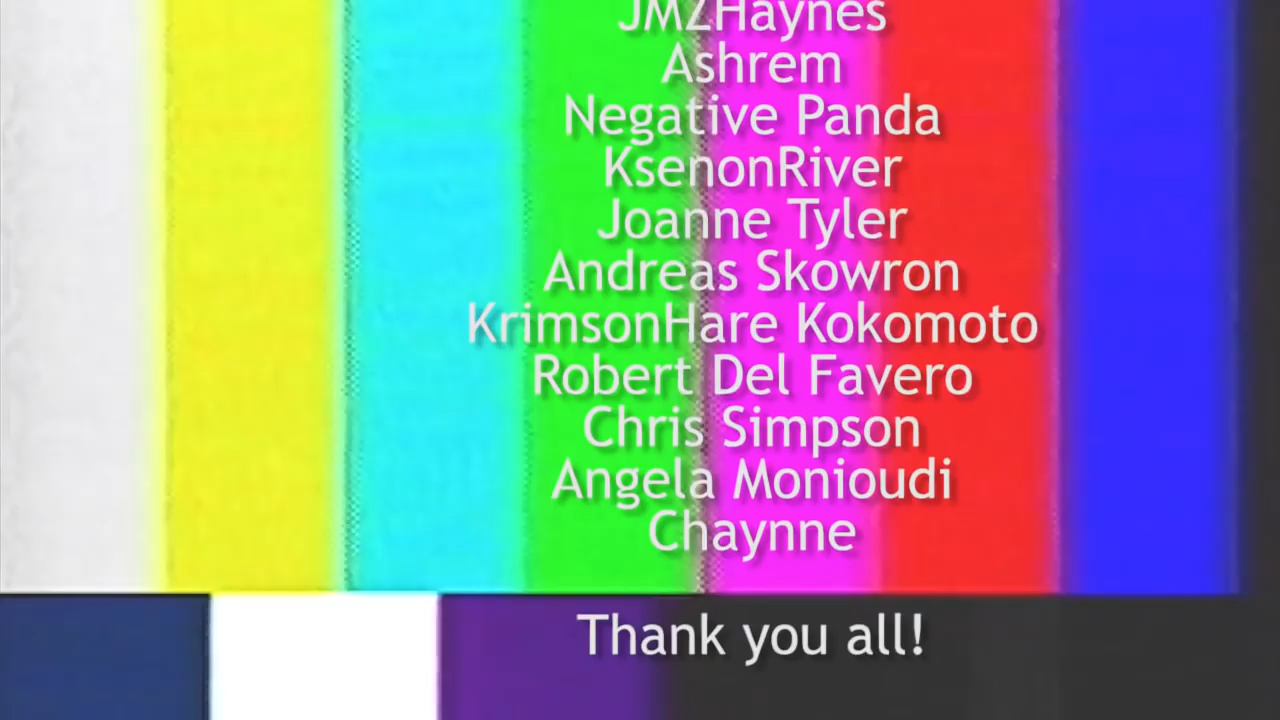 JMZHaynes
Ashrem
Negative Panda
KsenonRiver
Joanne Tyler
Andreas Skowron
KrimsonHare Kokomoto
Robert Del Favero
Chris Simpson
Angela Monioudi
Chaynne
Thank you all!